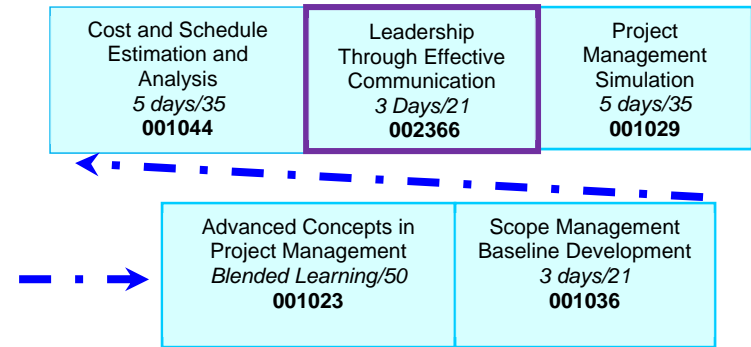 Cost and Schedule
Estimation and
Analysis
5 days/35
001044
Leadership
Through Effective
Communication
3 Days/21
002366
Project
Management
Simulation
5 days/35
001029
Advanced Concepts in
Project Management
Blended Learning/50
001023
Scope Management
Baseline Development
3 days/21
001036